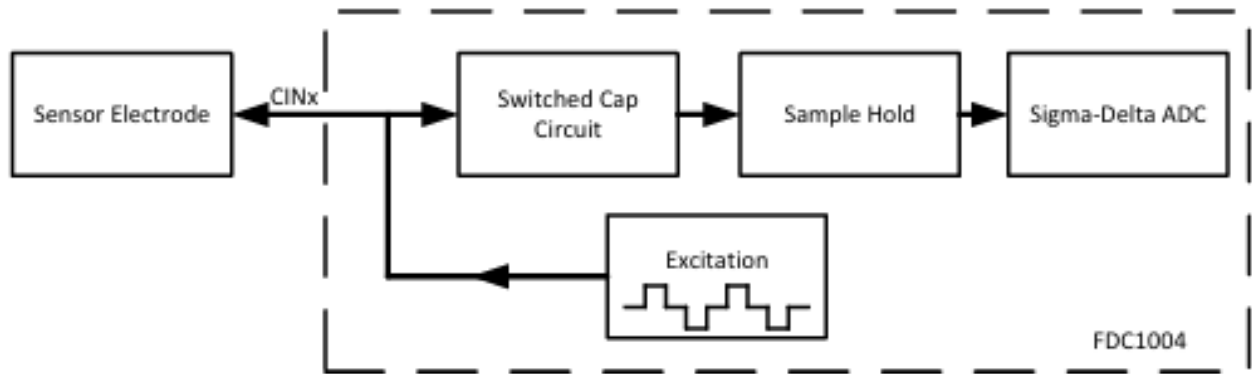 Sensor Electrode
CINx
Switched Cap
Circuit
Sample Hold
Sigma-Delta ADC
Excitation
FDC1004